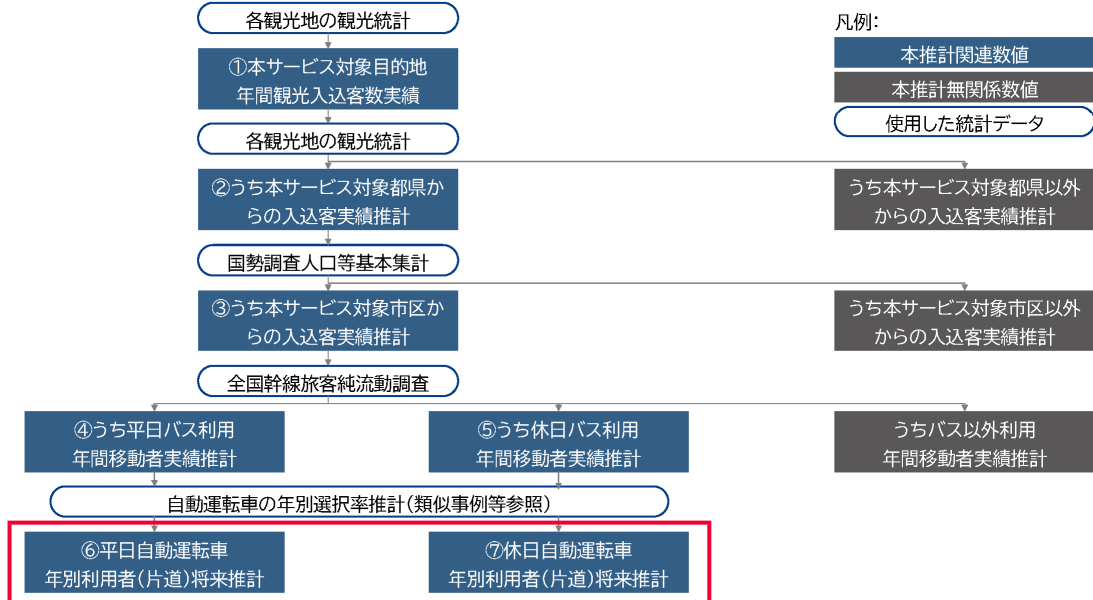 各観光地の観光統計
凡例:
①本サービス対象目的地
年間観光入込客数実績
本推計関連数値
本推計無関係数値
使用した統計データ
各観光地の観光統計
②うち本サービス対象都県か
らの入込客実績推計
うち本サービス対象都県以外
からの入込客実績推計
国勢調査人口等基本集計
③うち本サービス対象市区か
らの入込客実績推計
うち本サービス対象市区以外
からの入込客実績推計
全国幹線旅客純流動調査
④うち平日バス利用
年間移動者実績推計
⑤うち休日バス利用
年間移動者実績推計
うちバス以外利用
年間移動者実績推計
自動運転車の年別選択率推計(類似事例等参照)
⑥平日自動運転車
年別利用者(片道)将来推計
⑦休日自動運転車
年別利用者(片道)将来推計